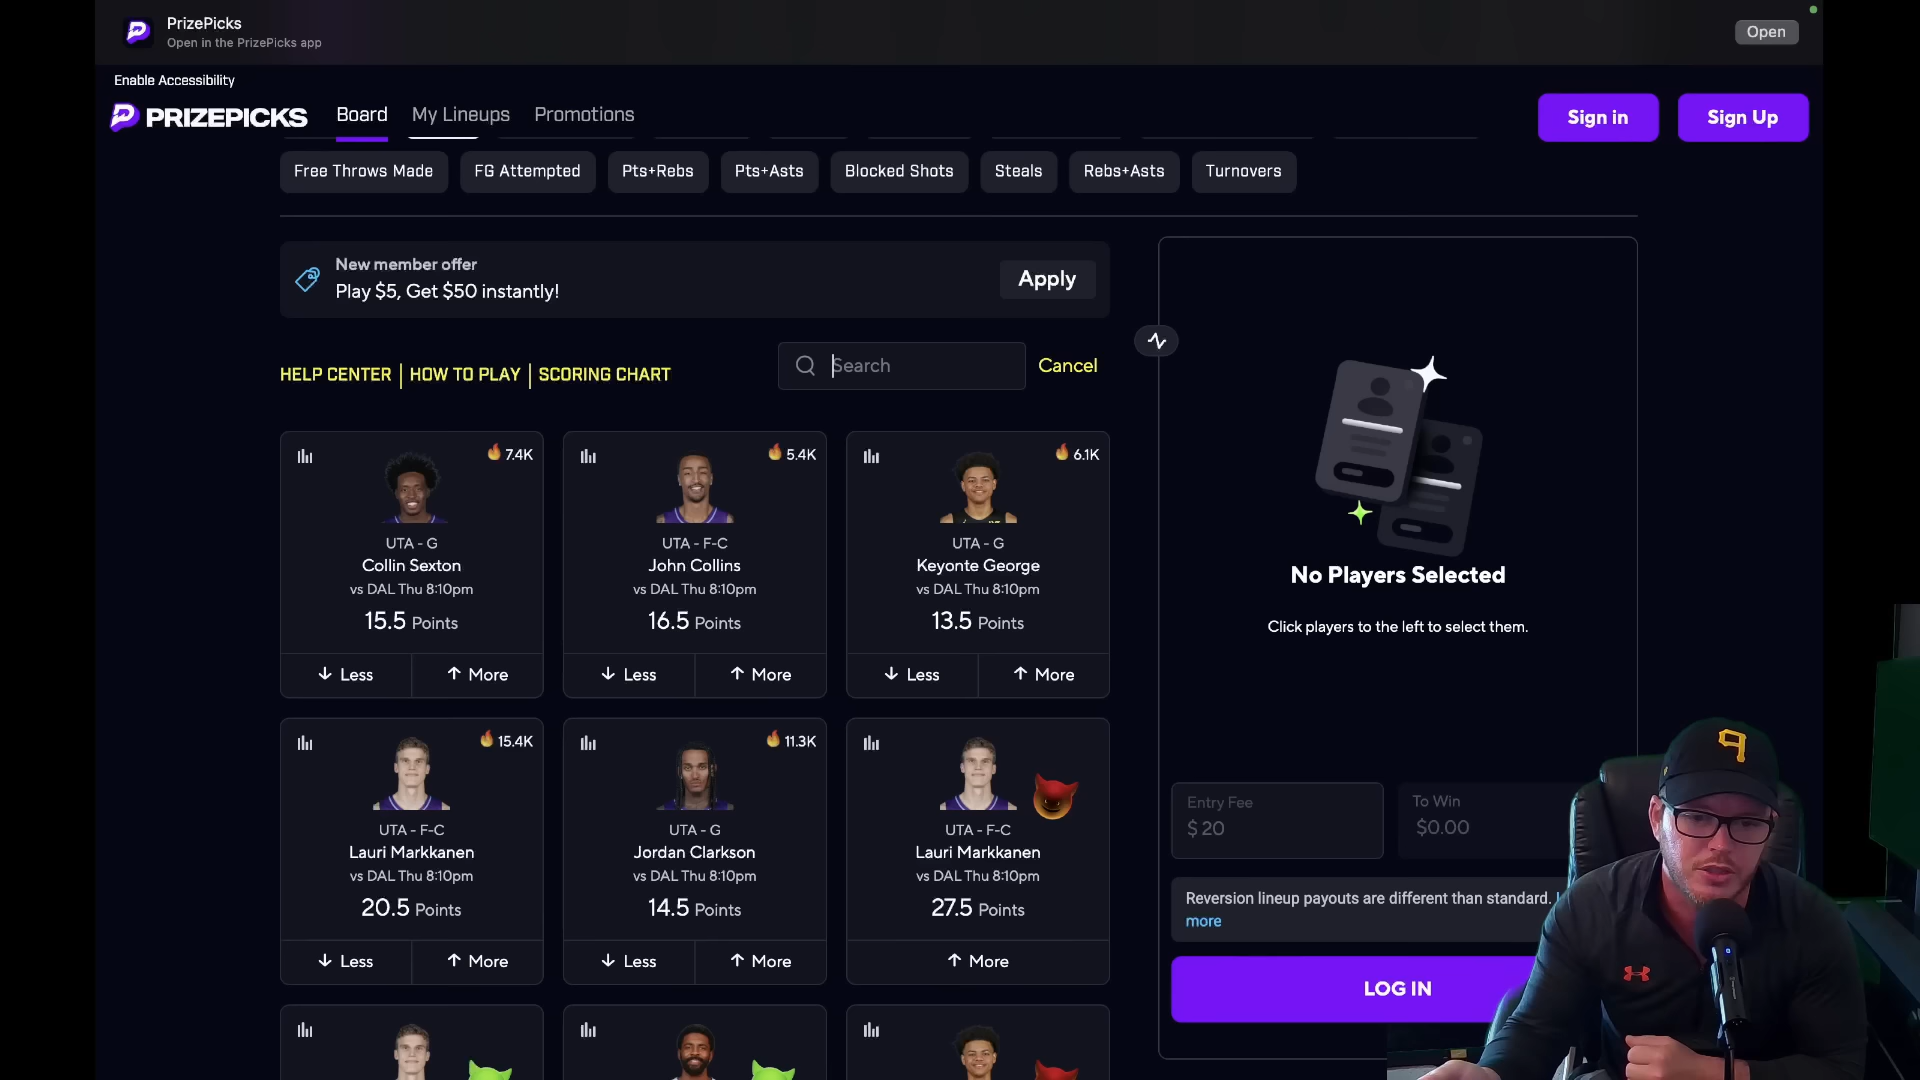 PrizePicks
Open in the PrizePicks app
Open
Enable Accessibility
PRIZEPICKS
Board
My Lineups
Promotions
Sign in
Sign Up
Free Throws Made
FG Attempted
Pts+Rebs
Pts+Asts
Blocked Shots
Steals
Rebs+Asts
Turnovers
New member offer
Play $5, Get $50 instantly!
Apply
HELP CENTER
HOW TO PLAY
SCORING CHART
Search
Cancel
7.4K
UTA - G
Collin Sexton
vs DAL Thu 8:10pm
15.5 Points
Less
More
5.4K
UTA - F-C
John Collins
vs DAL Thu 8:10pm
16.5 Points
Less
More
6.1K
UTA - G
Keyonte George
vs DAL Thu 8:10pm
13.5 Points
Less
More
15.4K
UTA - F-C
Lauri Markkanen
vs DAL Thu 8:10pm
20.5 Points
Less
More
11.3K
UTA - G
Jordan Clarkson
vs DAL Thu 8:10pm
14.5 Points
Less
More
UTA - F-C
Lauri Markkanen
vs DAL Thu 8:10pm
27.5 Points
More
No Players Selected
Click players to the left to select them.
Entry Fee
$ 20
To Win
$0.00
Reversion lineup payouts are different than standard.
more
LOG IN